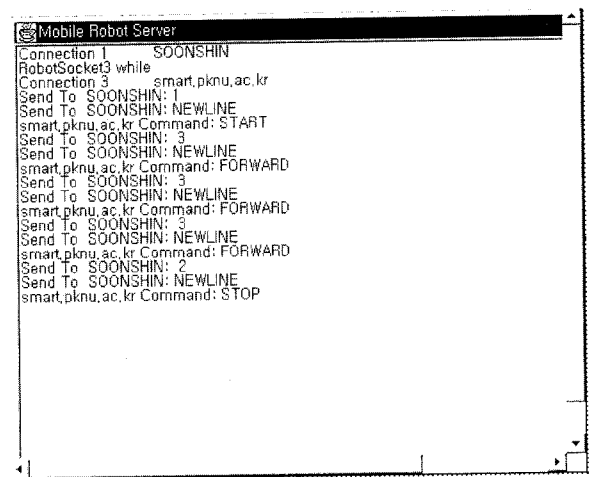 Mobile Robot Server
Connection 1 SOONSHIN
RobotSocket3 while
Connection 3 smart,pknu,ac,kr
Send To SOONSHIN: 1
Send To SOONSHIN: NEWLINE
smart,pknu,ac,kr Command: START
Send To SOONSHIN: 3
Send To SOONSHIN: NEWLINE
smart,pknu,ac,kr Command: FORWARD
Send To SOONSHIN: 3
Send To SOONSHIN: NEWLINE
smart,pknu,ac,kr Command: FORWARD
Send To SOONSHIN: 3
Send To SOONSHIN: NEWLINE
smart,pknu,ac,kr Command: FORWARD
Send To SOONSHIN: 2
Send To SOONSHIN: NEWLINE
smart,pknu,ac,kr Command: STOP